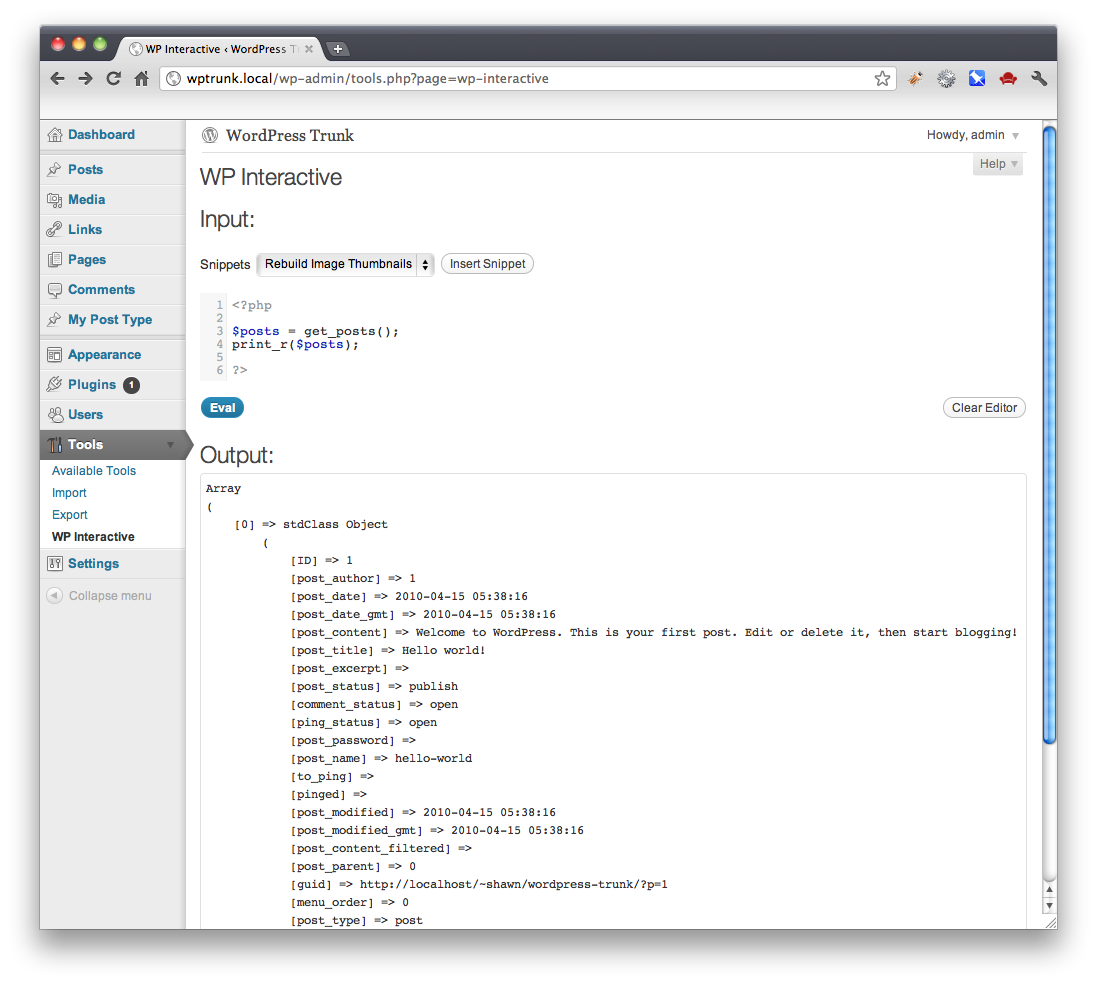 WP Interactive ‹ WordPress T
wptrunk.local/wp-admin/tools.php?page=wp-interactive
Dashboard
Posts
Media
Links
Pages
Comments
My Post Type
Appearance
Plugins 1
Users
Tools
Available Tools
Import
Export
WP Interactive
Settings
Collapse menu
WordPress Trunk
Howdy, admin
Help
WP Interactive
Input:
Snippets Rebuild Image Thumbnails Insert Snippet
1 <?php
2
3 $posts = get_posts();
4 print_r($posts);
5
6 ?>
Eval Clear Editor
Output:
Array
(
[0] => stdClass Object
(
[ID] => 1
[post_author] => 1
[post_date] => 2010-04-15 05:38:16
[post_date_gmt] => 2010-04-15 05:38:16
[post_content] => Welcome to WordPress. This is your first post. Edit or delete it, then start blogging!
[post_title] => Hello world!
[post_excerpt] =>
[post_status] => publish
[comment_status] => open
[ping_status] => open
[post_password] =>
[post_name] => hello-world
[to_ping] =>
[pinged] =>
[post_modified] => 2010-04-15 05:38:16
[post_modified_gmt] => 2010-04-15 05:38:16
[post_content_filtered] =>
[post_parent] => 0
[guid] => http://localhost/~shawn/wordpress-trunk/?p=1
[menu_order] => 0
[post_type] => post